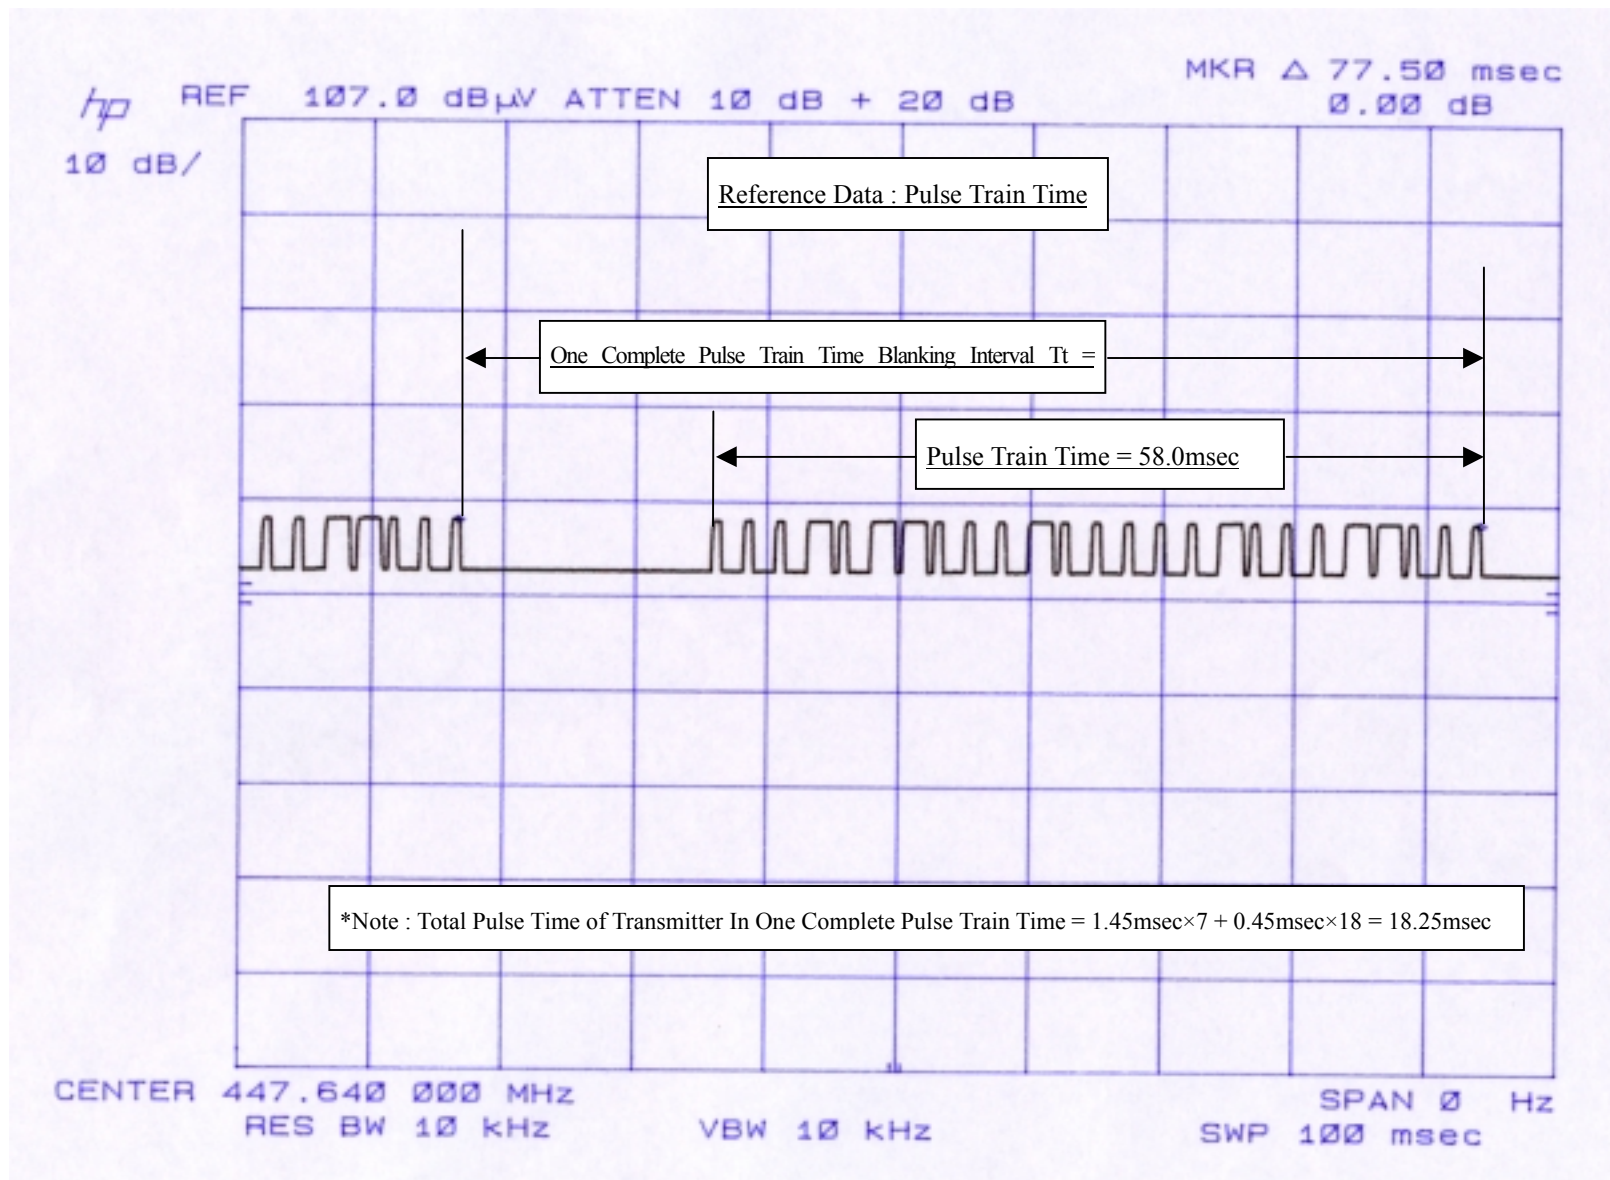 MKR Δ 77.50 msec
hp REF 107.0 dBμV ATTEN 10 dB + 20 dB 0.00 dB
10 dB/
Reference Data : Pulse Train Time
One Complete Pulse Train Time Blanking Interval Tt =
Pulse Train Time = 58.0msec
*Note : Total Pulse Time of Transmitter In One Complete Pulse Train Time = 1.45msec×7 + 0.45msec×18 = 18.25msec
CENTER 447.640 000 MHz SPAN 0 Hz
RES BW 10 kHz VBW 10 kHz SWP 100 msec